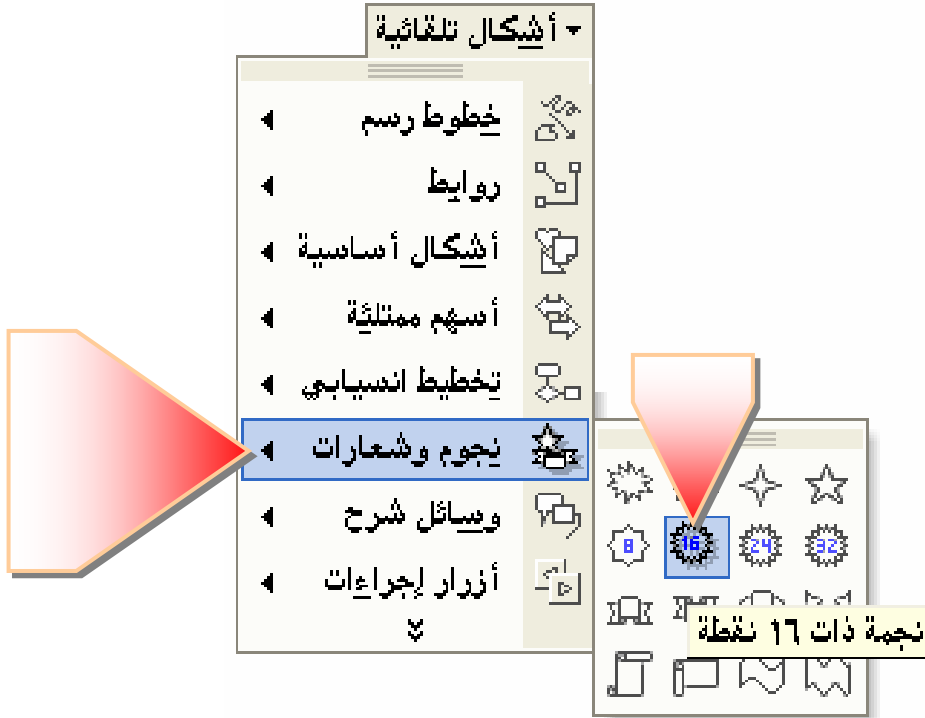 أشكال تلقائية
خطوط رسم
روابط
أشكال أساسية
أسهم ممتلئة
تخطيط انسيابي
نجوم وشعارات
وسائل شرح
أزرار إجراءات
8 16 24 32
نجمة ذات ١٦ نقطة